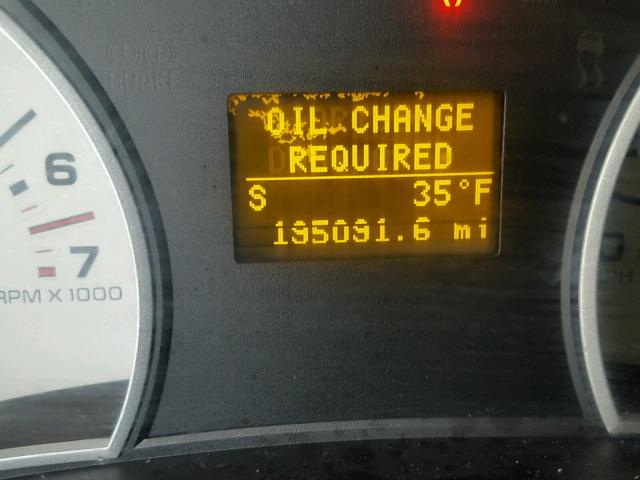 BRAKE
OIL CHANGE
REQUIRED
S 35°F
195091.6 mi
6
7
RPM X 1000